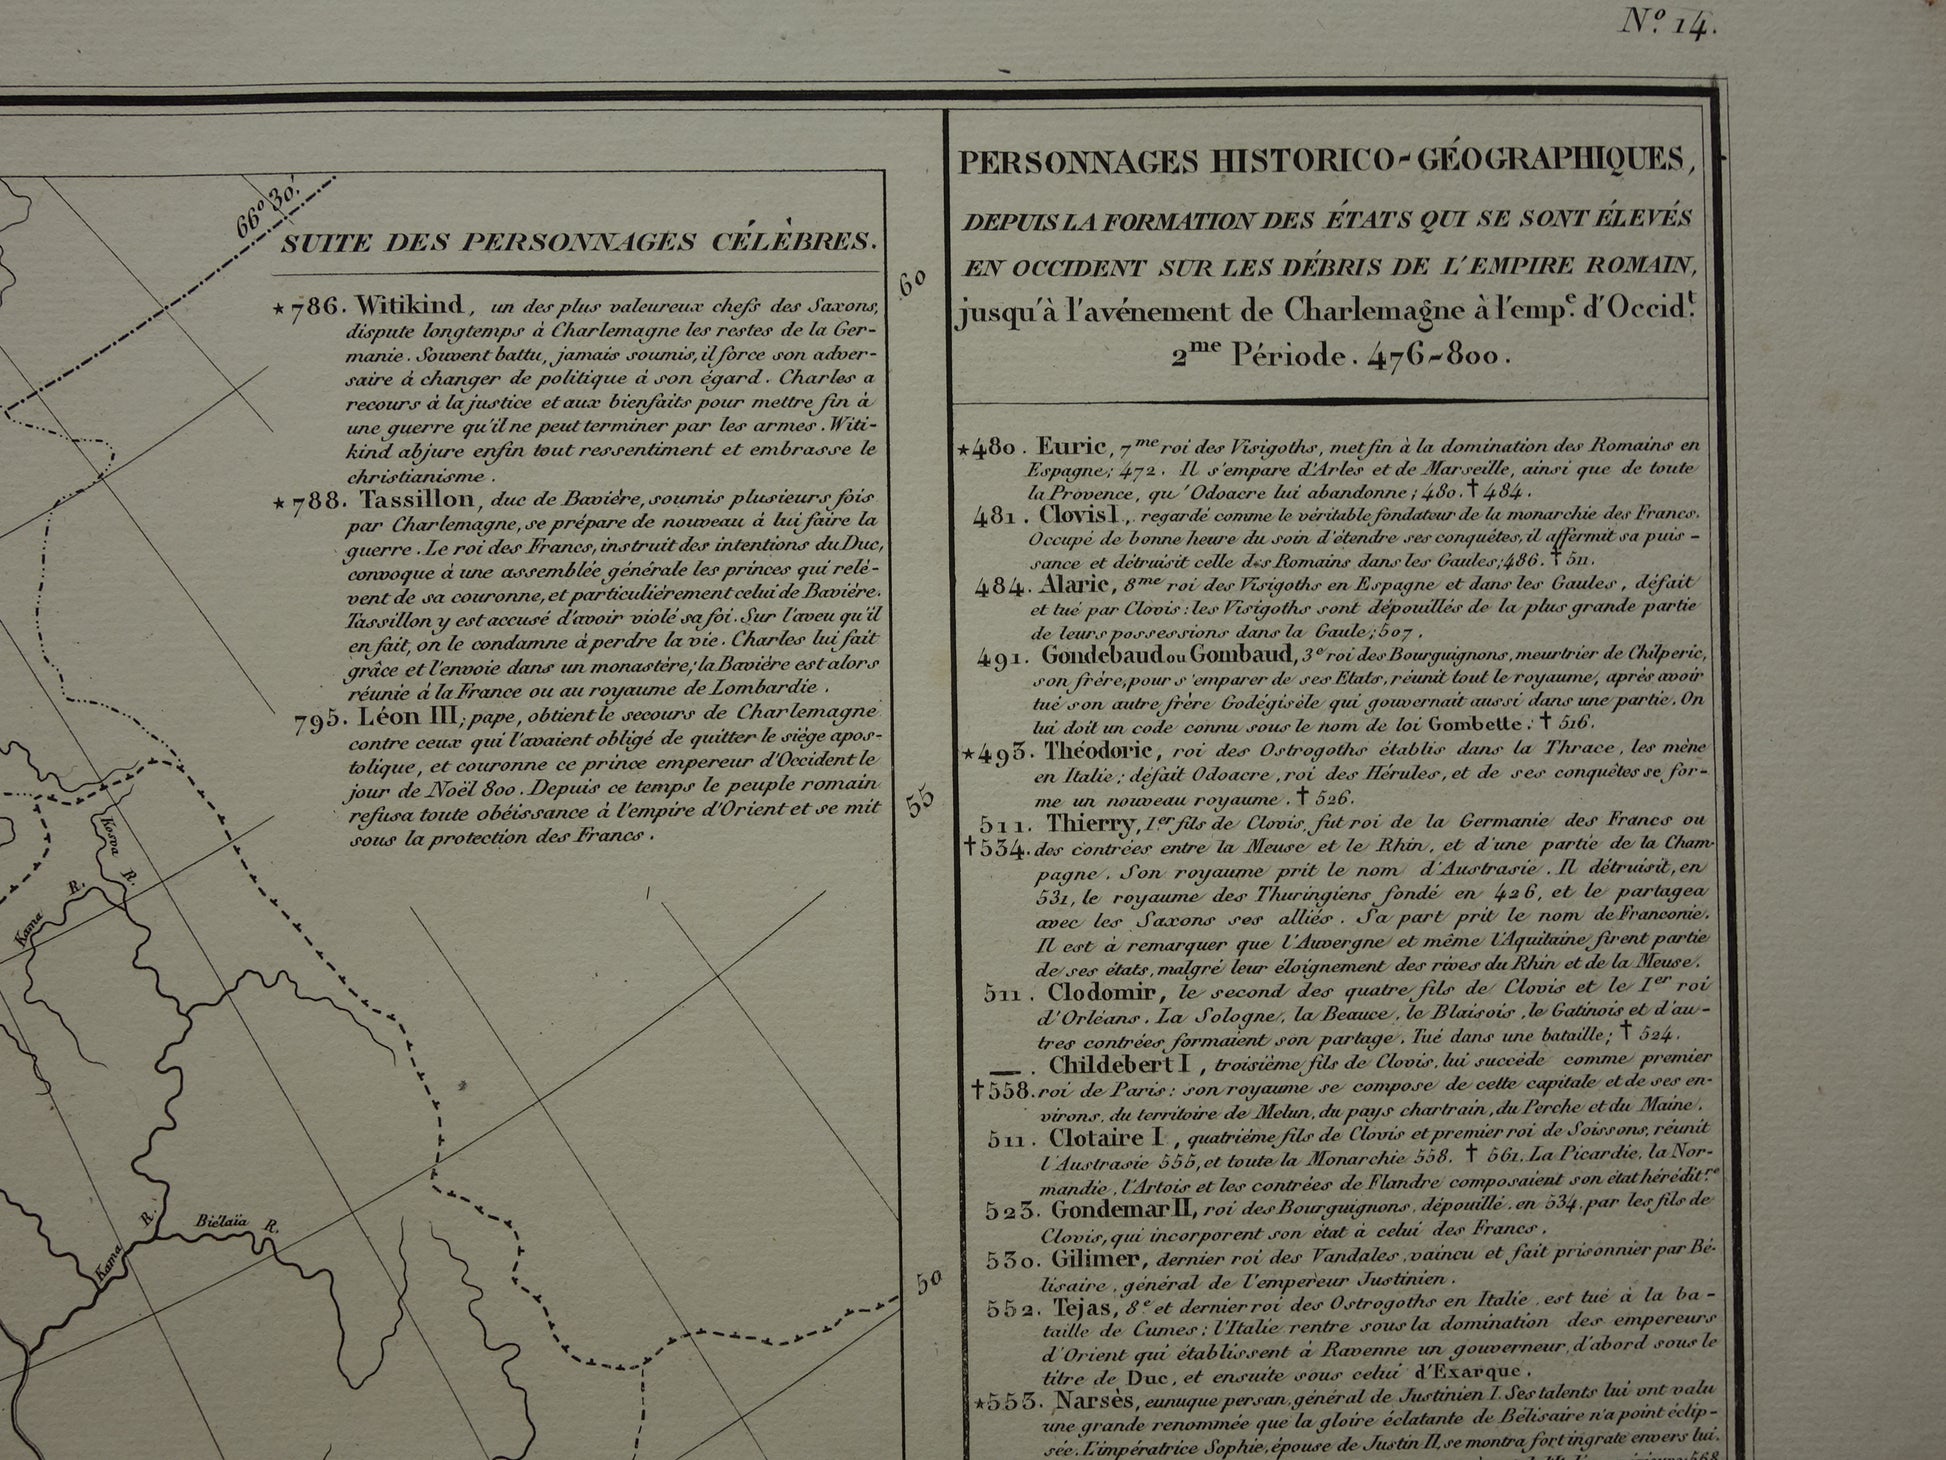 Nº. 14.
66° 30'.
SUITE DES PERSONNAGES CÉLÈBRES.
★786. Witikind, un des plus valeureux chefs des Saxons,
dispute longtemps à Charlemagne les restes de la Ger-
manie. Souvent battu, jamais soumis, il force son adver-
saire à changer de politique à son égard. Charles a
recours à la justice et aux bienfaits pour mettre fin à
une guerre qu'il ne peut terminer par les armes. Witi-
kind abjure enfin tout ressentiment et embrasse le
christianisme.
★788. Tassillon, duc de Bavière, soumis plusieurs fois
par Charlemagne, se prépare de nouveau à lui faire la
guerre. Le roi des Francs, instruit des intentions du Duc,
convoque à une assemblée générale les princes qui relè-
vent de sa couronne, et particulièrement celui de Bavière.
Tassillon y est accusé d'avoir violé sa foi. Sur l'aveu qu'il
en fait, on le condamne à perdre la vie. Charles lui fait
grâce et l'envoie dans un monastère; la Bavière est alors
réunie à la France ou au royaume de Lombardie.
795. Léon III; pape, obtient le secours de Charlemagne
contre ceux qui l'avaient obligé de quitter le siége apos-
tolique, et couronne ce prince empereur d'Occident le
jour de Noël 800. Depuis ce temps le peuple romain
refusa toute obéissance à l'empire d'Orient et se mit
sous la protection des Francs.
60
55
50
Kosva R.
Kama R.
Kama R.
Biélaïa R.
PERSONNAGES HISTORICO-GÉOGRAPHIQUES,
DEPUIS LA FORMATION DES ÉTATS QUI SE SONT ÉLEVÉS
EN OCCIDENT SUR LES DÉBRIS DE L'EMPIRE ROMAIN,
jusqu'à l'avénement de Charlemagne à l'emp.e d'Occid.t
2me Période. 476-800.
★480. Euric, 7me roi des Visigoths, met fin à la domination des Romains en
Espagne; 472. Il s'empare d'Arles et de Marseille, ainsi que de toute
la Provence, qu'Odoacre lui abandonne; 480. † 484.
481. Clovis I., regardé comme le véritable fondateur de la monarchie des Francs.
Occupé de bonne heure du soin d'étendre ses conquêtes, il affermit sa puis-
sance et détruisit celle des Romains dans les Gaules; 486. † 511.
484. Alaric, 8me roi des Visigoths en Espagne et dans les Gaules, défait
et tué par Clovis: les Visigoths sont dépouillés de la plus grande partie
de leurs possessions dans la Gaule; 507.
491. Gondebaud ou Gombaud, 3e roi des Bourguignons, meurtrier de Chilperic,
son frère, pour s'emparer de ses Etats, réunit tout le royaume, après avoir
tué son autre frère Godégisèle qui gouvernait aussi dans une partie. On
lui doit un code connu sous le nom de loi Gombette: † 516.
★493. Théodoric, roi des Ostrogoths établis dans la Thrace, les mène
en Italie; défait Odoacre, roi des Hérules, et de ses conquêtes se for-
me un nouveau royaume. † 526.
511. Thierry, 1er fils de Clovis, fut roi de la Germanie des Francs ou
†534. des contrées entre la Meuse et le Rhin, et d'une partie de la Cham-
pagne. Son royaume prit le nom d'Austrasie. Il détruisit, en
531, le royaume des Thuringiens fondé en 426, et le partagea
avec les Saxons ses alliés. Sa part prit le nom de Franconie.
Il est à remarquer que l'Auvergne et même l'Aquitaine firent partie
de ses états, malgré leur éloignement des rives du Rhin et de la Meuse.
511. Clodomir, le second des quatre fils de Clovis et le 1er roi
d'Orléans. La Sologne, la Beauce, le Blaisois, le Gatinois et d'au-
tres contrées formaient son partage. Tué dans une bataille; † 524.
—. Childebert I, troisième fils de Clovis, lui succède comme premier
†558. roi de Paris: son royaume se compose de cette capitale et de ses en-
virons, du territoire de Melun, du pays chartrain, du Perche et du Maine.
511. Clotaire I, quatrième fils de Clovis et premier roi de Soissons, réunit
l'Austrasie 555, et toute la Monarchie 558. † 561. La Picardie, la Nor-
mandie, l'Artois et les contrées de Flandre composaient son état hérédit.re
523. Gondemar II, roi des Bourguignons, dépouillé, en 534, par les fils de
Clovis, qui incorporent son état à celui des Francs.
530. Gilimer, dernier roi des Vandales, vaincu et fait prisonnier par Bé-
lisaire, général de l'empereur Justinien.
552. Tejas, 8e et dernier roi des Ostrogoths en Italie, est tué à la ba-
taille de Cumes; l'Italie rentre sous la domination des empereurs
d'Orient qui établissent à Ravenne un gouverneur, d'abord sous le
titre de Duc, et ensuite sous celui d'Exarque.
★553. Narsès, eunuque persan, général de Justinien I. Ses talents lui ont valu
une grande renommée que la gloire éclatante de Bélisaire n'a point éclip-
sée. L'impératrice Sophie, épouse de Justin II, se montra fort ingrate envers lui.